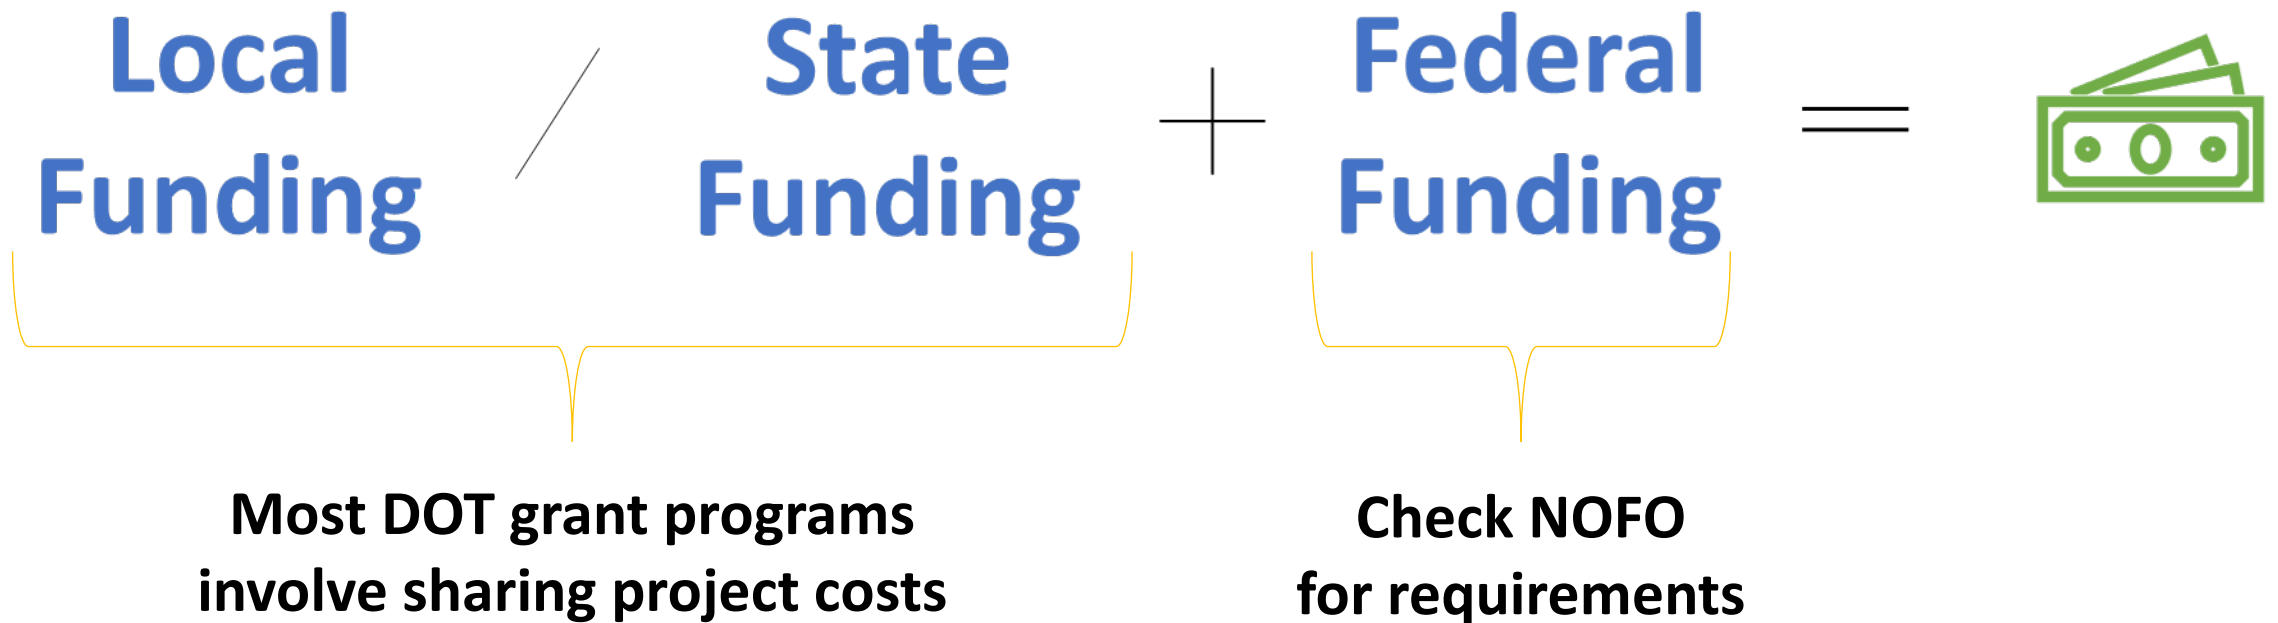 Local
Funding
/
State
Funding
+
Federal
Funding
=
Most DOT grant programs
involve sharing project costs
Check NOFO
for requirements